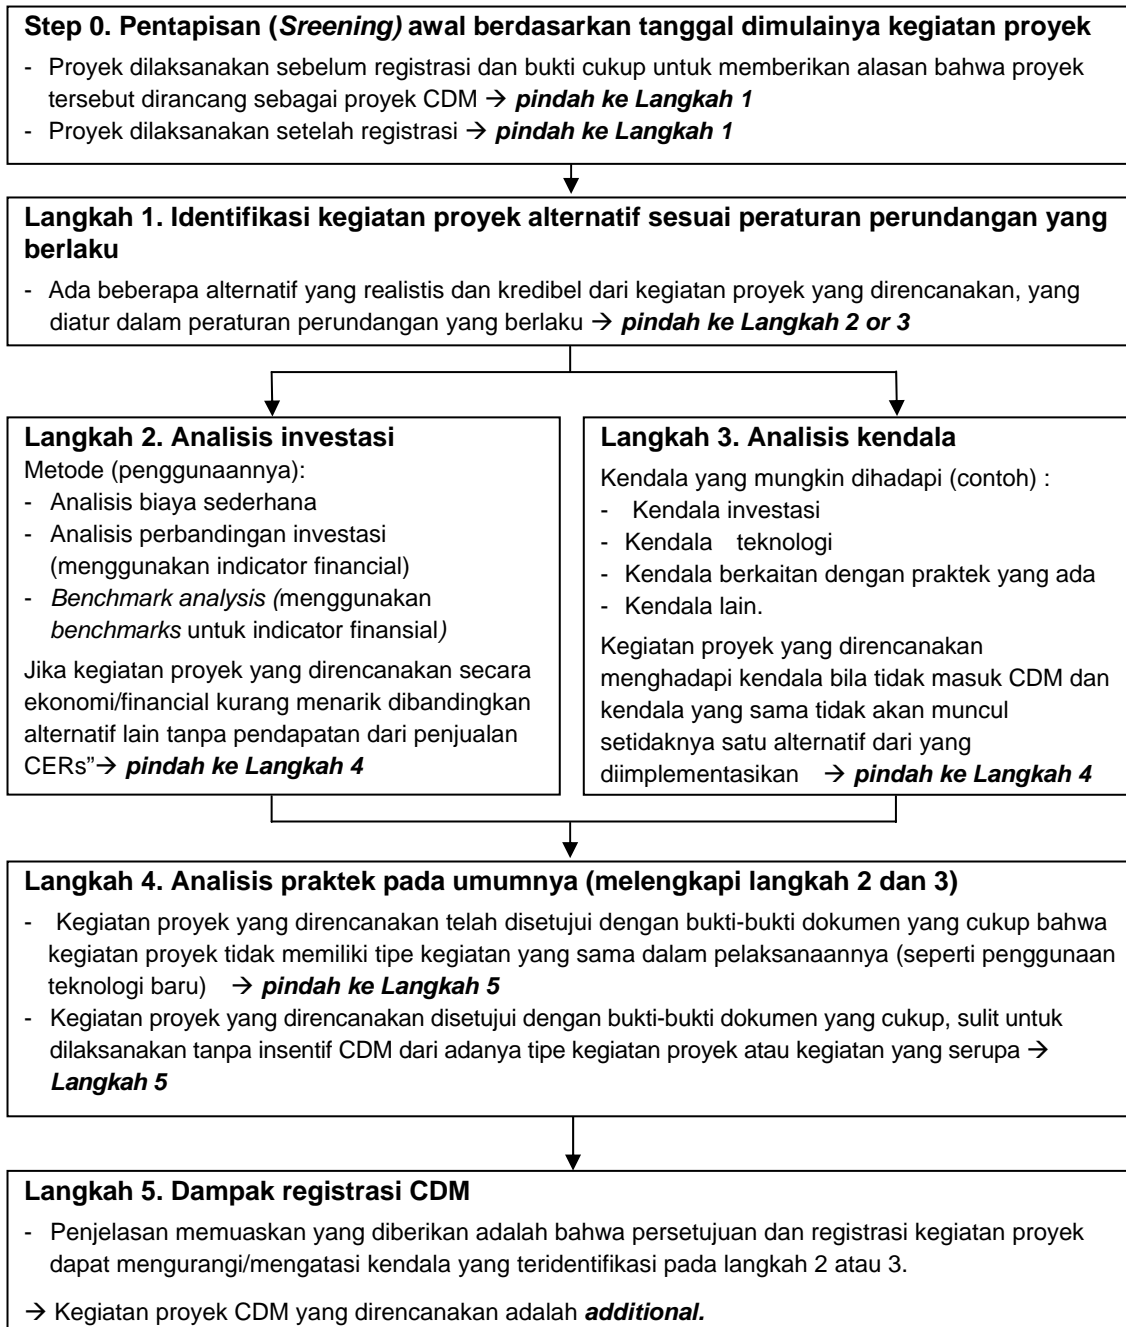 Step 0. Pentapisan (Sreening) awal berdasarkan tanggal dimulainya kegiatan proyek
- Proyek dilaksanakan sebelum registrasi dan bukti cukup untuk memberikan alasan bahwa proyek
tersebut dirancang sebagai proyek CDM → pindah ke Langkah 1
- Proyek dilaksanakan setelah registrasi → pindah ke Langkah 1
Langkah 1. Identifikasi kegiatan proyek alternatif sesuai peraturan perundangan yang
berlaku
- Ada beberapa alternatif yang realistis dan kredibel dari kegiatan proyek yang direncanakan, yang
diatur dalam peraturan perundangan yang berlaku → pindah ke Langkah 2 or 3
Langkah 2. Analisis investasi
Metode (penggunaannya):
- Analisis biaya sederhana
- Analisis perbandingan investasi
(menggunakan indicator financial)
- Benchmark analysis (menggunakan
benchmarks untuk indicator finansial)
Jika kegiatan proyek yang direncanakan secara
ekonomi/financial kurang menarik dibandingkan
alternatif lain tanpa pendapatan dari penjualan
CERs”→ pindah ke Langkah 4
Langkah 3. Analisis kendala
Kendala yang mungkin dihadapi (contoh) :
- Kendala investasi
- Kendala teknologi
- Kendala berkaitan dengan praktek yang ada
- Kendala lain.
Kegiatan proyek yang direncanakan
menghadapi kendala bila tidak masuk CDM dan
kendala yang sama tidak akan muncul
setidaknya satu alternatif dari yang
diimplementasikan → pindah ke Langkah 4
Langkah 4. Analisis praktek pada umumnya (melengkapi langkah 2 dan 3)
- Kegiatan proyek yang direncanakan telah disetujui dengan bukti-bukti dokumen yang cukup bahwa
kegiatan proyek tidak memiliki tipe kegiatan yang sama dalam pelaksanaannya (seperti penggunaan
teknologi baru) → pindah ke Langkah 5
- Kegiatan proyek yang direncanakan disetujui dengan bukti-bukti dokumen yang cukup, sulit untuk
dilaksanakan tanpa insentif CDM dari adanya tipe kegiatan proyek atau kegiatan yang serupa →
Langkah 5
Langkah 5. Dampak registrasi CDM
- Penjelasan memuaskan yang diberikan adalah bahwa persetujuan dan registrasi kegiatan proyek
dapat mengurangi/mengatasi kendala yang teridentifikasi pada langkah 2 atau 3.
→ Kegiatan proyek CDM yang direncanakan adalah additional.